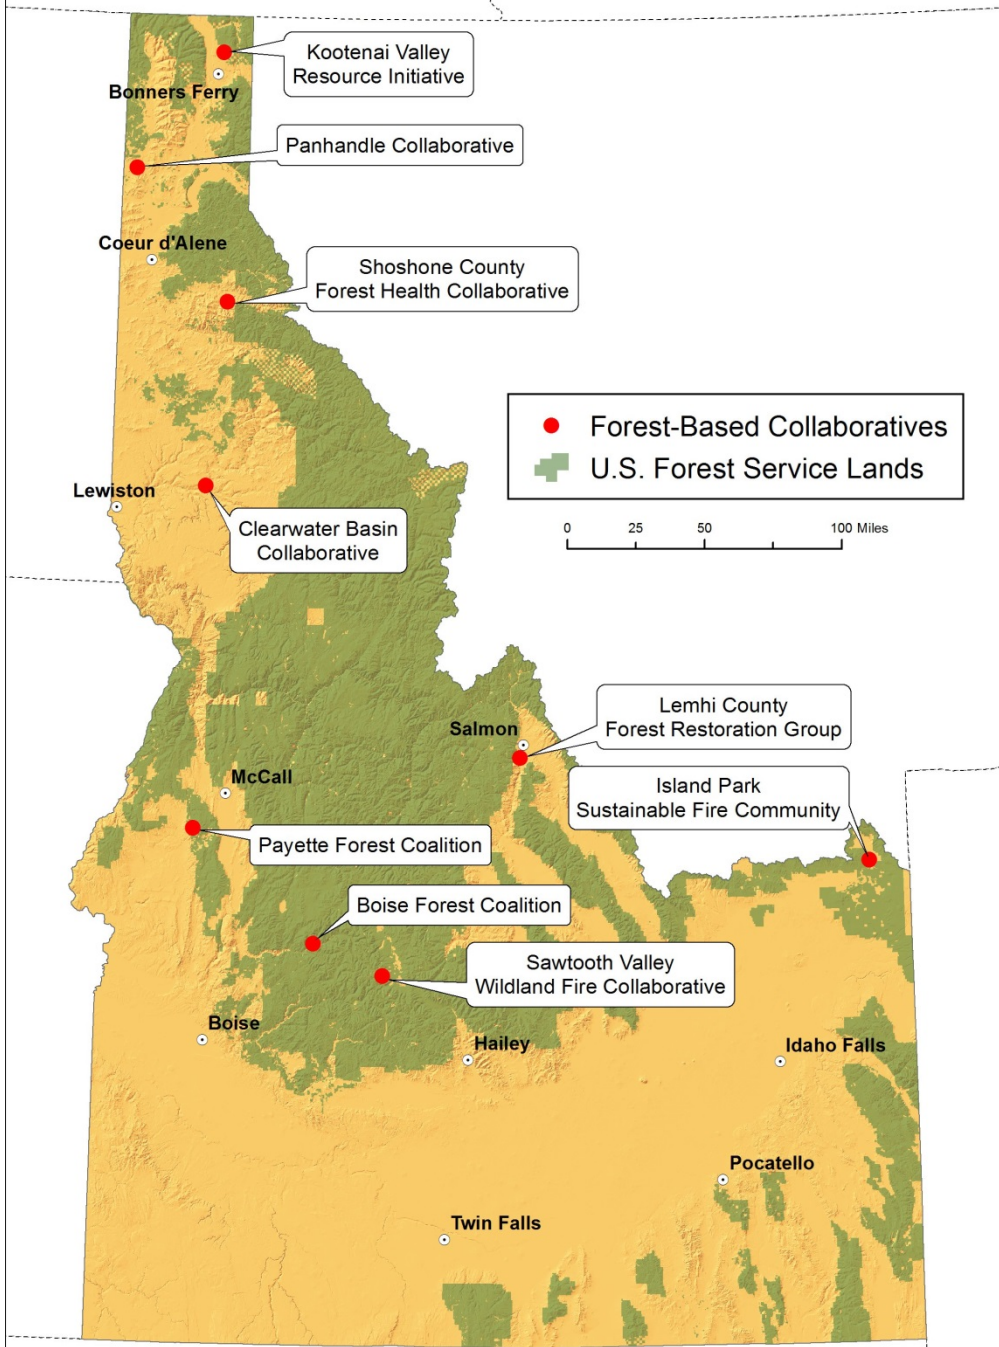 Kootenai Valley
Resource Initiative
Bonners Ferry
Panhandle Collaborative
Coeur d'Alene
Shoshone County
Forest Health Collaborative
Forest-Based Collaboratives
U.S. Forest Service Lands
0 25 50 100 Miles
Lewiston
Clearwater Basin
Collaborative
Lemhi County
Forest Restoration Group
Salmon
Island Park
Sustainable Fire Community
McCall
Payette Forest Coalition
Boise Forest Coalition
Sawtooth Valley
Wildland Fire Collaborative
Boise
Hailey
Idaho Falls
Pocatello
Twin Falls